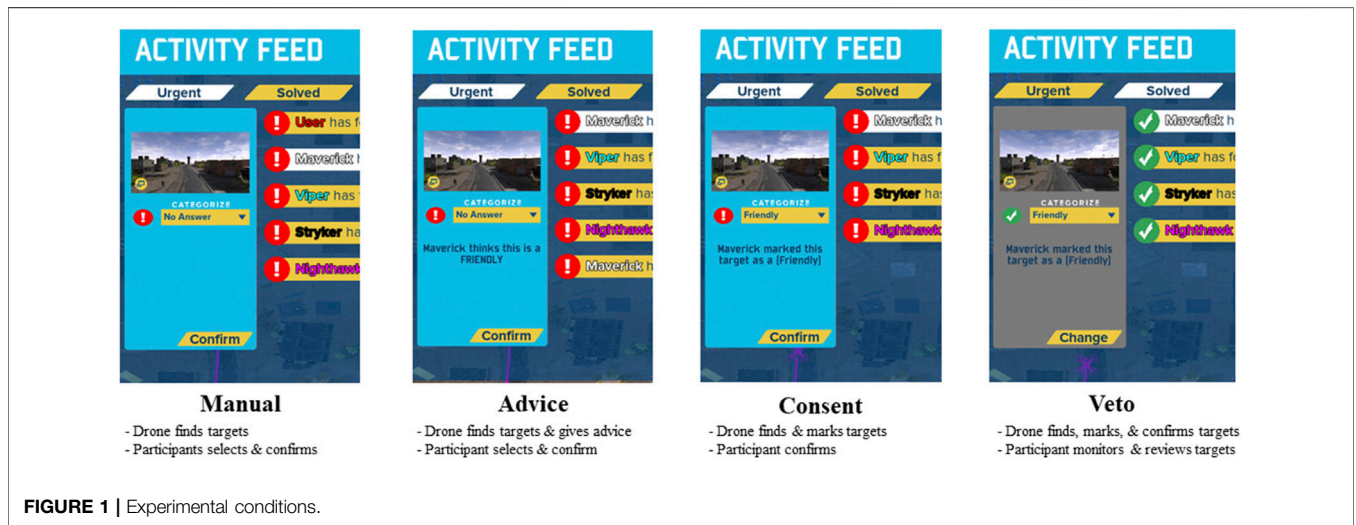 ACTIVITY FEED
Urgent Solved
User has f
Maverick h
Viper has
Stryker ha
Nighthawk
CATEGORIZE
No Answer
Confirm
Manual
- Drone finds targets
- Participants selects & confirms
ACTIVITY FEED
Urgent Solved
Maverick h
Viper has f
Stryker has
Nighthawk
Maverick h
CATEGORIZE
No Answer
Maverick thinks this is a
FRIENDLY
Confirm
Advice
- Drone finds targets & gives advice
- Participant selects & confirm
ACTIVITY FEED
Urgent Solved
Maverick h
Viper has f
Stryker has
Nighthawk
CATEGORIZE
Friendly
Maverick marked this
target as a [Friendly]
Confirm
Consent
- Drone finds & marks targets
- Participant confirms
ACTIVITY FEED
Urgent Solved
Maverick h
Viper has fo
Stryker has
Nighthawk
CATEGORIZE
Friendly
Maverick marked this
target as a [Friendly]
Change
Veto
- Drone finds, marks, & confirms targets
- Participant monitors & reviews targets
FIGURE 1 | Experimental conditions.